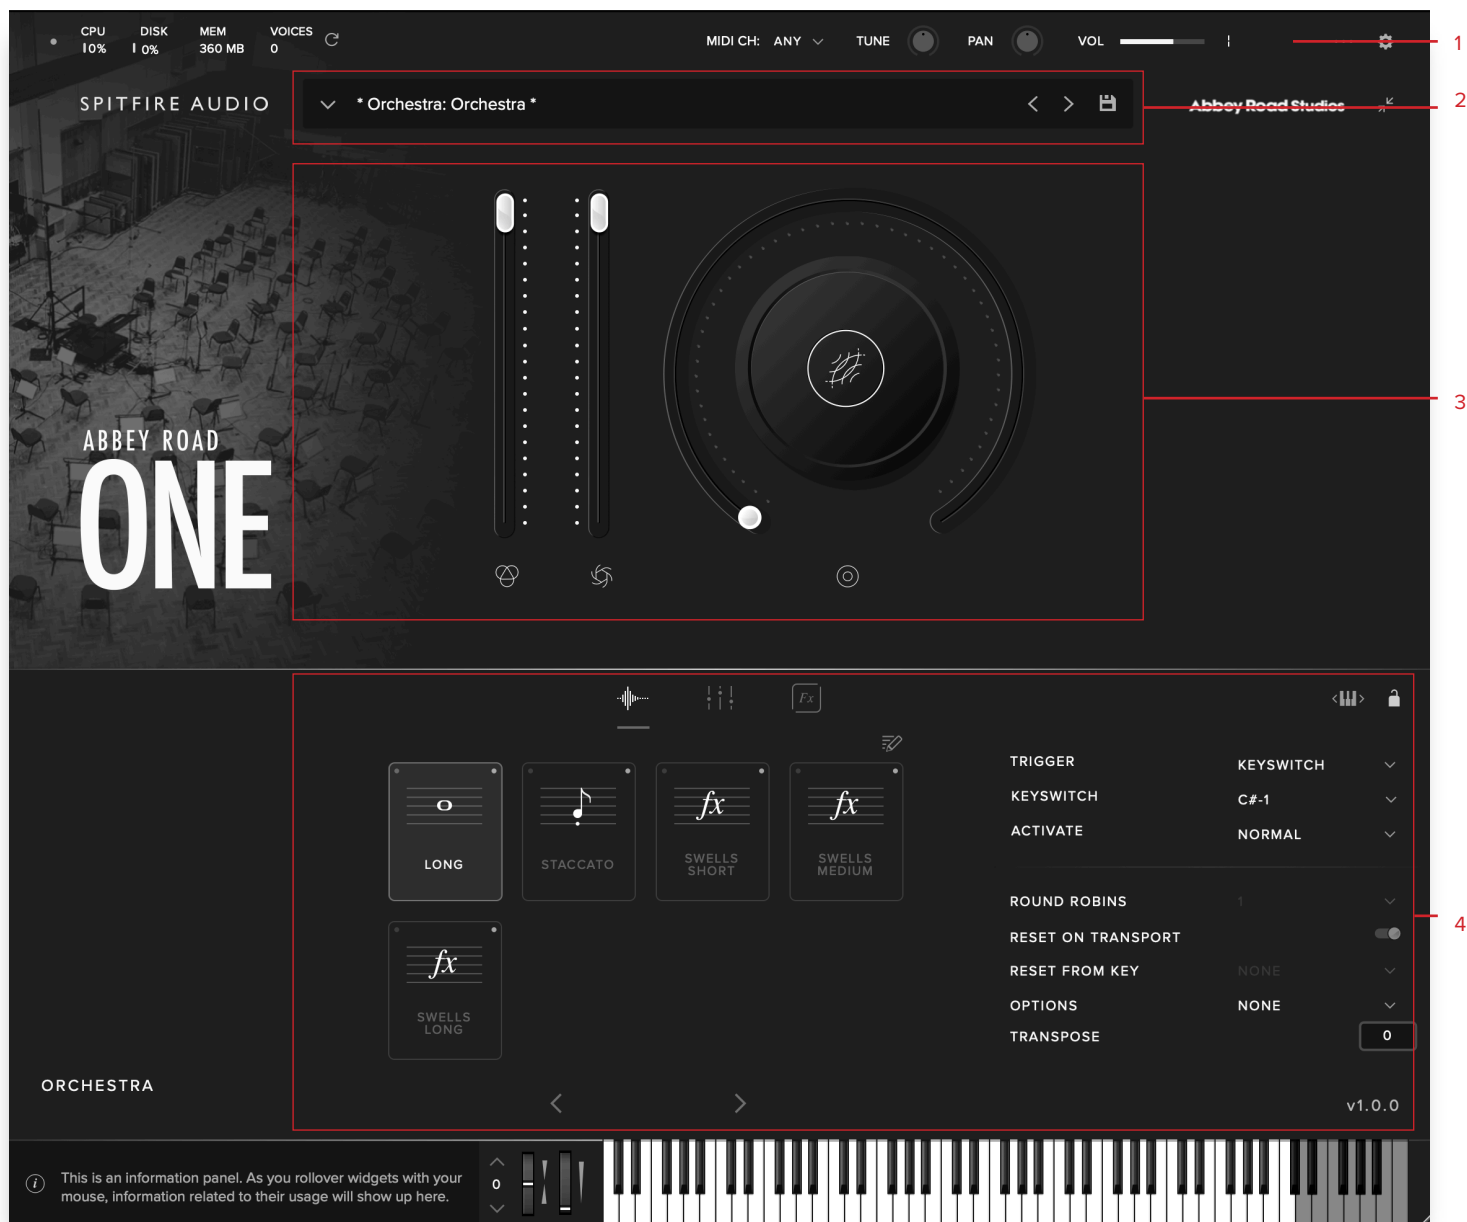 CPU DISK MEM VOICES
10% 0% 360 MB 0
MIDI CH: ANY TUNE PAN VOL
1
SPITFIRE AUDIO
* Orchestra: Orchestra *
Abbey Road Studios
2
3
ABBEY ROAD
ONE
Fx
LONG
STACCATO
fx
SWELLS
SHORT
fx
SWELLS
MEDIUM
fx
SWELLS
LONG
TRIGGER KEYSWITCH
KEYSWITCH C#-1
ACTIVATE NORMAL
ROUND ROBINS 1
RESET ON TRANSPORT
RESET FROM KEY NONE
OPTIONS NONE
TRANSPOSE 0
4
ORCHESTRA
v1.0.0
i
This is an information panel. As you rollover widgets with your
mouse, information related to their usage will show up here.
0